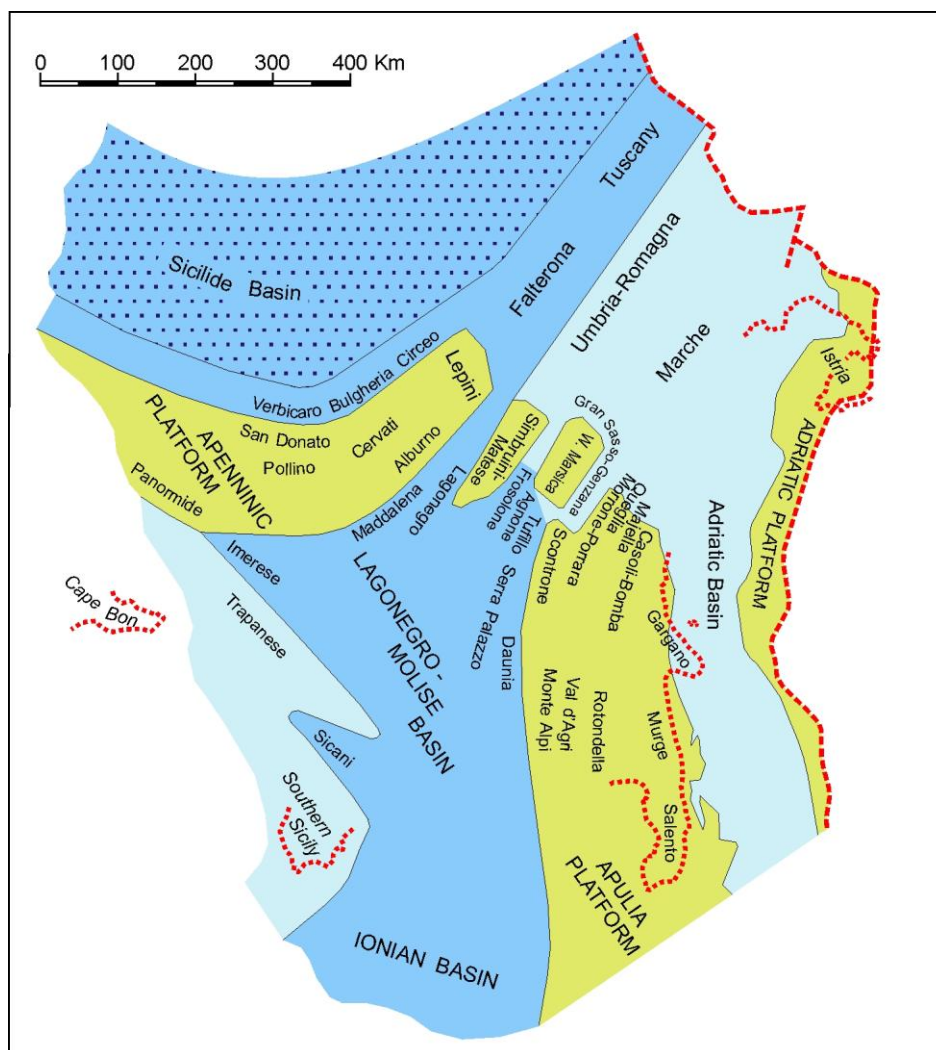 0 100 200 300 400 Km
Tuscany
Falterona
Sicilide Basin
Umbria-Romagna
Marche
Verbicaro Bulgheria Circeo
Lepini
Istria
APENNINIC
PLATFORM
San Donato
Cervati
Pollino
Alburno
Panormide
Maddalena
Lagonegro
Simbruini-
Matese
W. Marsica
Gran Sasso-Genzana
ADRIATIC PLATFORM
Frosolone
Agnone
Tufillo
Serra Palazzo
Daunia
Scontrone
Morrone-Porrara
Queglia
Majella
Casoli-Bomba
Gargano
Adriatic Basin
Imerese
Trapanese
Cape Bon
LAGONEGRO -
MOLISE
BASIN
Monte Alpi
Val d'Agri
Rotondella
Murge
Sicani
Southern
Sicily
Salento
APULIA
PLATFORM
IONIAN BASIN